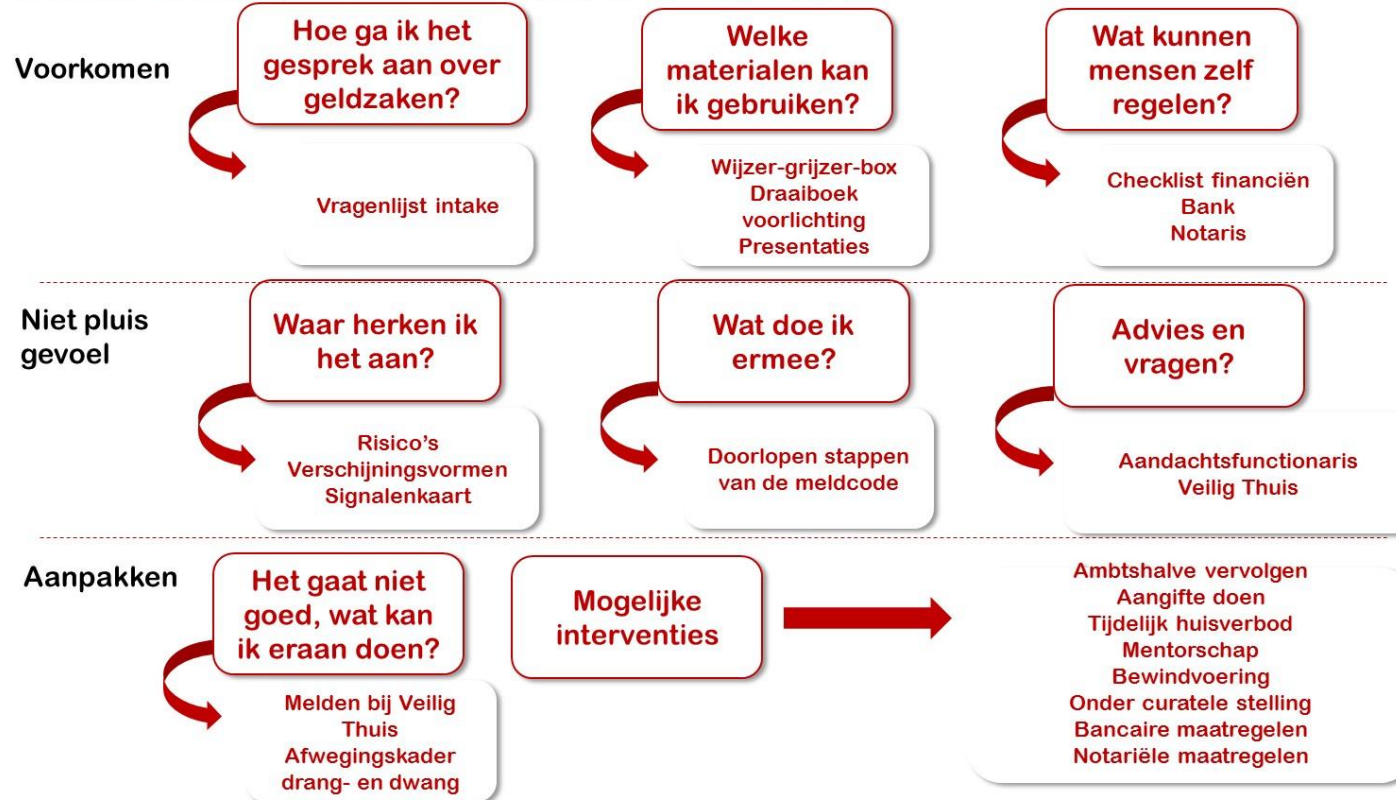 Voorkomen
Hoe ga ik het
gesprek aan over
geldzaken?
Vragenlijst intake
Welke
materialen kan
ik gebruiken?
Wijzer-grijzer-box
Draaiboek
voorlichting
Presentaties
Wat kunnen
mensen zelf
regelen?
Checklist financiën
Bank
Notaris
Niet pluis
gevoel
Waar herken ik
het aan?
Risico's
Verschijningsvormen
Signalenkaart
Wat doe ik
ermee?
Doorlopen stappen
van de meldcode
Advies en
vragen?
Aandachtsfunctionaris
Veilig Thuis
Aanpakken
Het gaat niet
goed, wat kan
ik eraan doen?
Melden bij Veilig
Thuis
Afwegingskader
drang- en dwang
Mogelijke
interventies
Ambtshalve vervolgen
Aangifte doen
Tijdelijk huisverbod
Mentorschap
Bewindvoering
Onder curatele stelling
Bancaire maatregelen
Notariële maatregelen